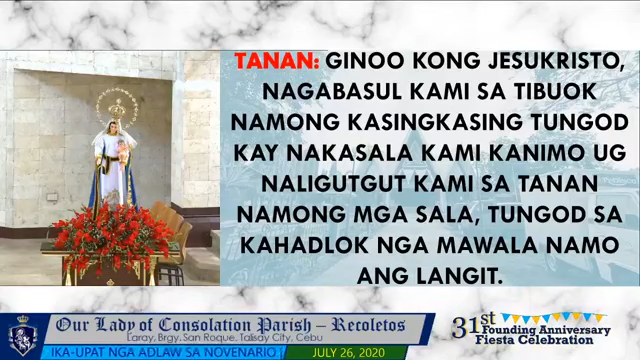 TANAN: GINOO KONG JESUKRISTO,
NAGABASUL KAMI SA TIBUOK
NAMONG KASINGKASING TUNGOD
KAY NAKASALA KAMI KANIMO UG
NALIGUTGUT KAMI SA TANAN
NAMONG MGA SALA, TUNGOD SA
KAHADLOK NGA MAWALA NAMO
ANG LANGIT.
Our Lady of Consolation Parish – Recoletos
Laray, Brgy. San Roque, Talisay City, Cebu
IKA-UPAT NGA ADLAW SA NOVENARIO
JULY 26, 2020
31st Founding Anniversary
Fiesta Celebration